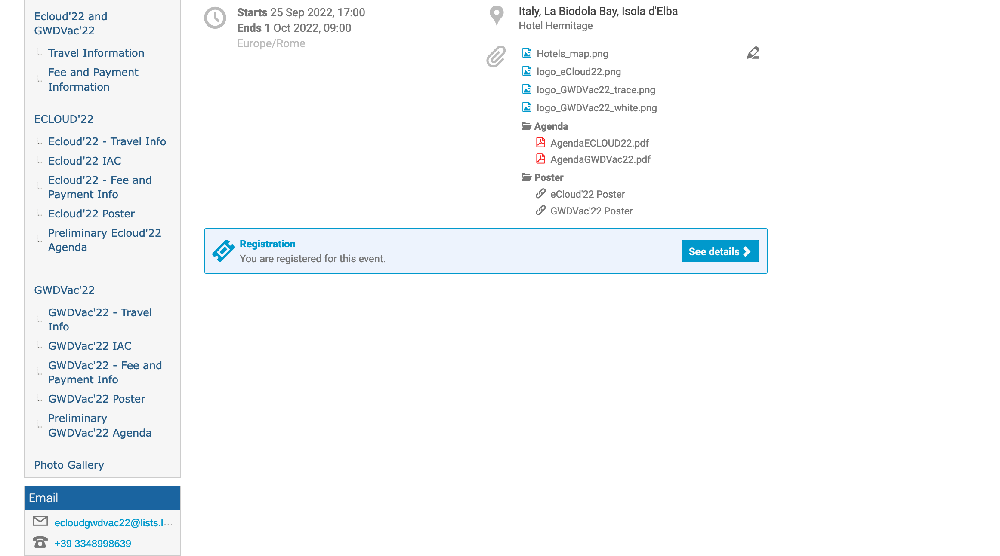 Ecloud'22 and
GWDVac'22
Travel Information
Fee and Payment
Information
ECLOUD'22
Ecloud'22 - Travel Info
Ecloud'22 IAC
Ecloud'22 - Fee and
Payment Info
Ecloud'22 Poster
Preliminary Ecloud'22
Agenda
GWDVac'22
GWDVac'22 - Travel
Info
GWDVac'22 IAC
GWDVac'22 - Fee and
Payment Info
GWDVac'22 Poster
Preliminary
GWDVac'22 Agenda
Photo Gallery
Email
ecloudgwdvac22@lists.l...
+39 3348998639
Starts 25 Sep 2022, 17:00
Ends 1 Oct 2022, 09:00
Europe/Rome
Italy, La Biodola Bay, Isola d'Elba
Hotel Hermitage
Hotels_map.png
logo_eCloud22.png
logo_GWDVac22_trace.png
logo_GWDVac22_white.png
Agenda
AgendaECLOUD22.pdf
AgendaGWDVac22.pdf
Poster
eCloud'22 Poster
GWDVac'22 Poster
Registration
You are registered for this event.
See details